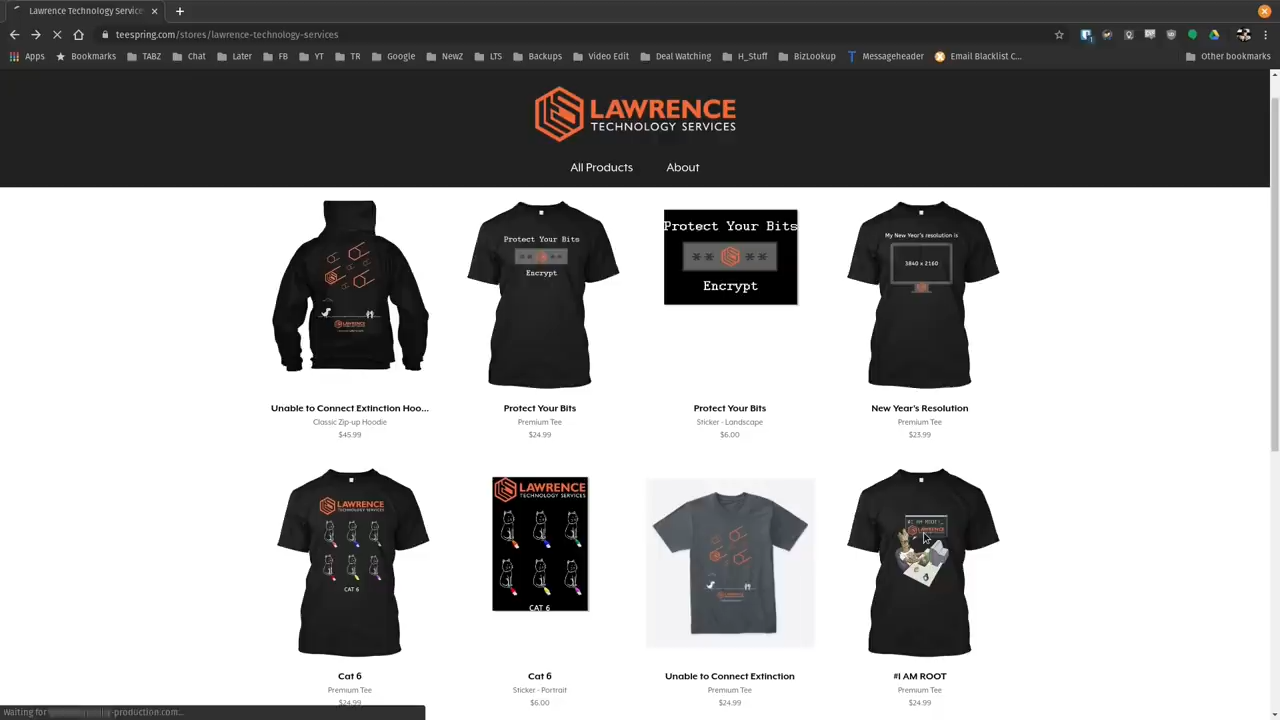 Lawrence Technology Service
teespring.com/stores/lawrence-technology-services
Apps Bookmarks TABZ Chat Later FB YT TR Google NewZ LTS Backups Video Edit Deal Watching H_Stuff BizLookup Messageheader Email Blacklist C... Other bookmarks
LAWRENCE
TECHNOLOGY SERVICES
All Products About
Protect Your Bits
Encrypt
Protect Your Bits
** **
Encrypt
My New Year's resolution is
3840 x 2160
Unable to Connect Extinction Hoo...
Classic Zip-up Hoodie
$45.99
Protect Your Bits
Premium Tee
$24.99
Protect Your Bits
Sticker - Landscape
$6.00
New Year's Resolution
Premium Tee
$23.99
LAWRENCE
TECHNOLOGY SERVICES
CAT 6
LAWRENCE
TECHNOLOGY SERVICES
CAT 6
#I AM ROOT:_
LAWRENCE
Cat 6
Premium Tee
$24.99
Cat 6
Sticker - Portrait
$6.00
Unable to Connect Extinction
Premium Tee
$24.99
#I AM ROOT
Premium Tee
$24.99
Waiting for -production.com...